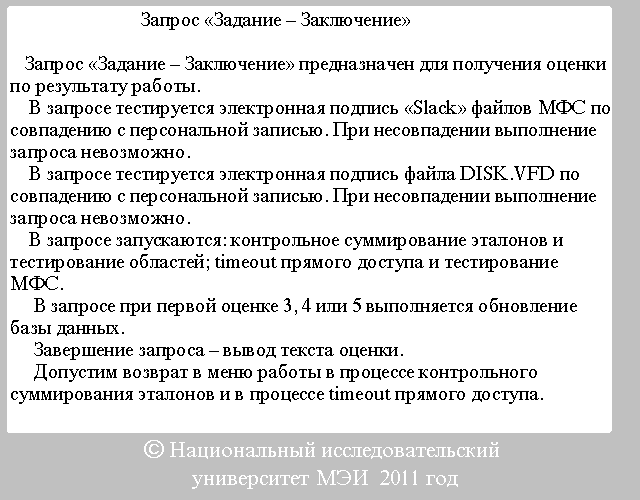 Запрос «Задание – Заключение»
Запрос «Задание – Заключение» предназначен для получения оценки
по результату работы.
В запросе тестируется электронная подпись «Slack» файлов МФС по
совпадению с персональной записью. При несовпадении выполнение
запроса невозможно.
В запросе тестируется электронная подпись файла DISK.VFD по
совпадению с персональной записью. При несовпадении выполнение
запроса невозможно.
В запросе запускаются: контрольное суммирование эталонов и
тестирование областей; timeout прямого доступа и тестирование
МФС.
В запросе при первой оценке 3, 4 или 5 выполняется обновление
базы данных.
Завершение запроса – вывод текста оценки.
Допустим возврат в меню работы в процессе контрольного
суммирования эталонов и в процессе timeout прямого доступа.
© Национальный исследовательский
университет МЭИ 2011 год